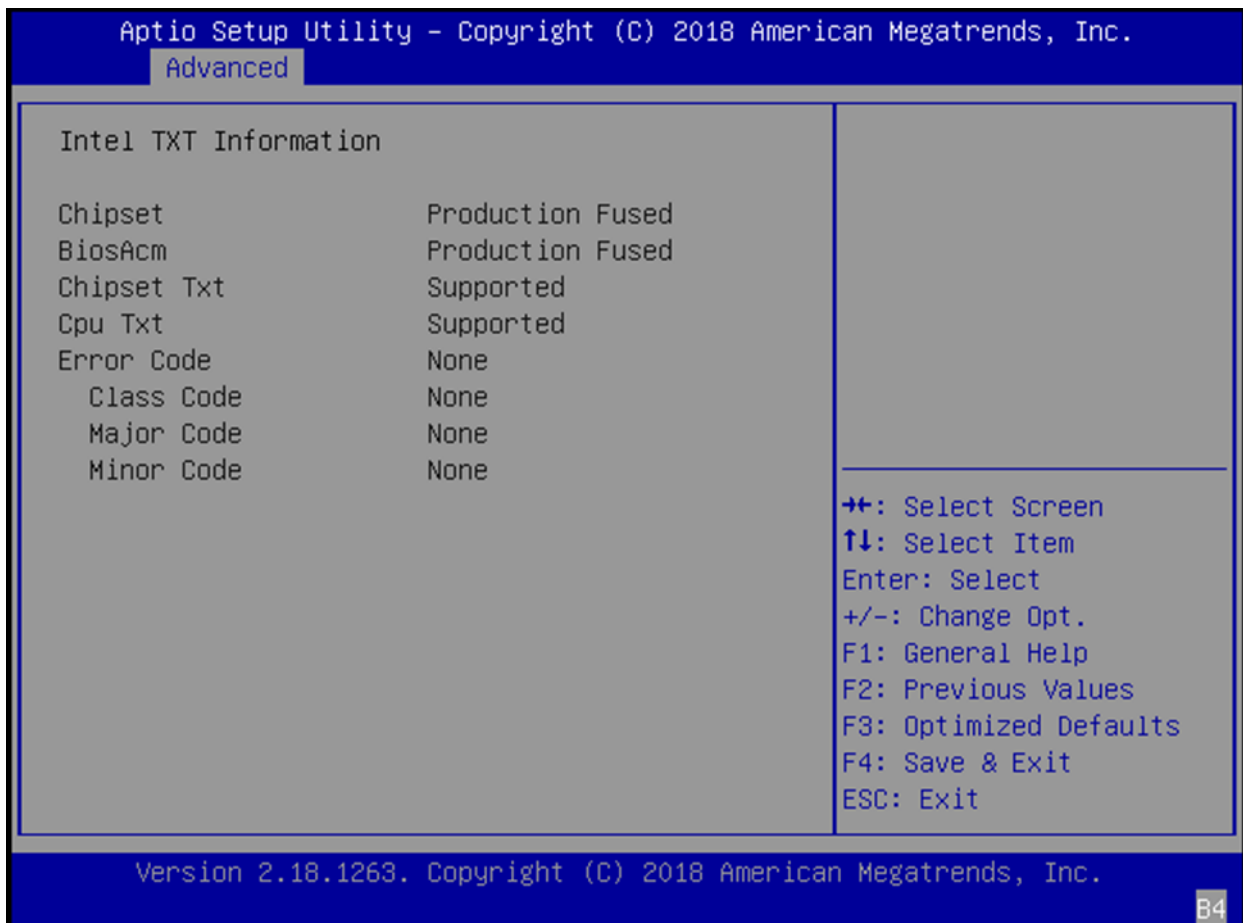 Aptio Setup Utility – Copyright (C) 2018 American Megatrends, Inc.
Advanced
Intel TXT Information
Chipset Production Fused
BiosAcm Production Fused
Chipset Txt Supported
Cpu Txt Supported
Error Code None
Class Code None
Major Code None
Minor Code None
→←: Select Screen
↑↓: Select Item
Enter: Select
+/-: Change Opt.
F1: General Help
F2: Previous Values
F3: Optimized Defaults
F4: Save & Exit
ESC: Exit
Version 2.18.1263. Copyright (C) 2018 American Megatrends, Inc.
B4